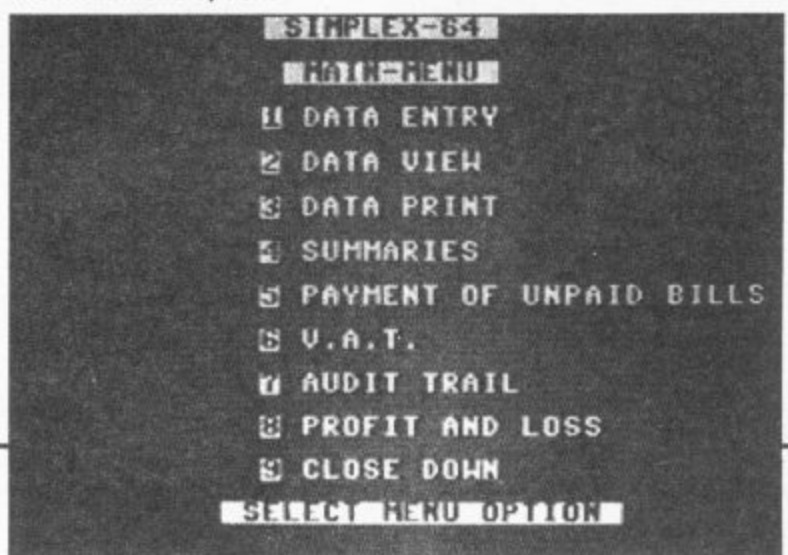 SIMPLEX-64
MAIN-MENU
1 DATA ENTRY
2 DATA VIEW
3 DATA PRINT
4 SUMMARIES
5 PAYMENT OF UNPAID BILLS
6 V.A.T.
7 AUDIT TRAIL
8 PROFIT AND LOSS
9 CLOSE DOWN
SELECT MENU OPTION